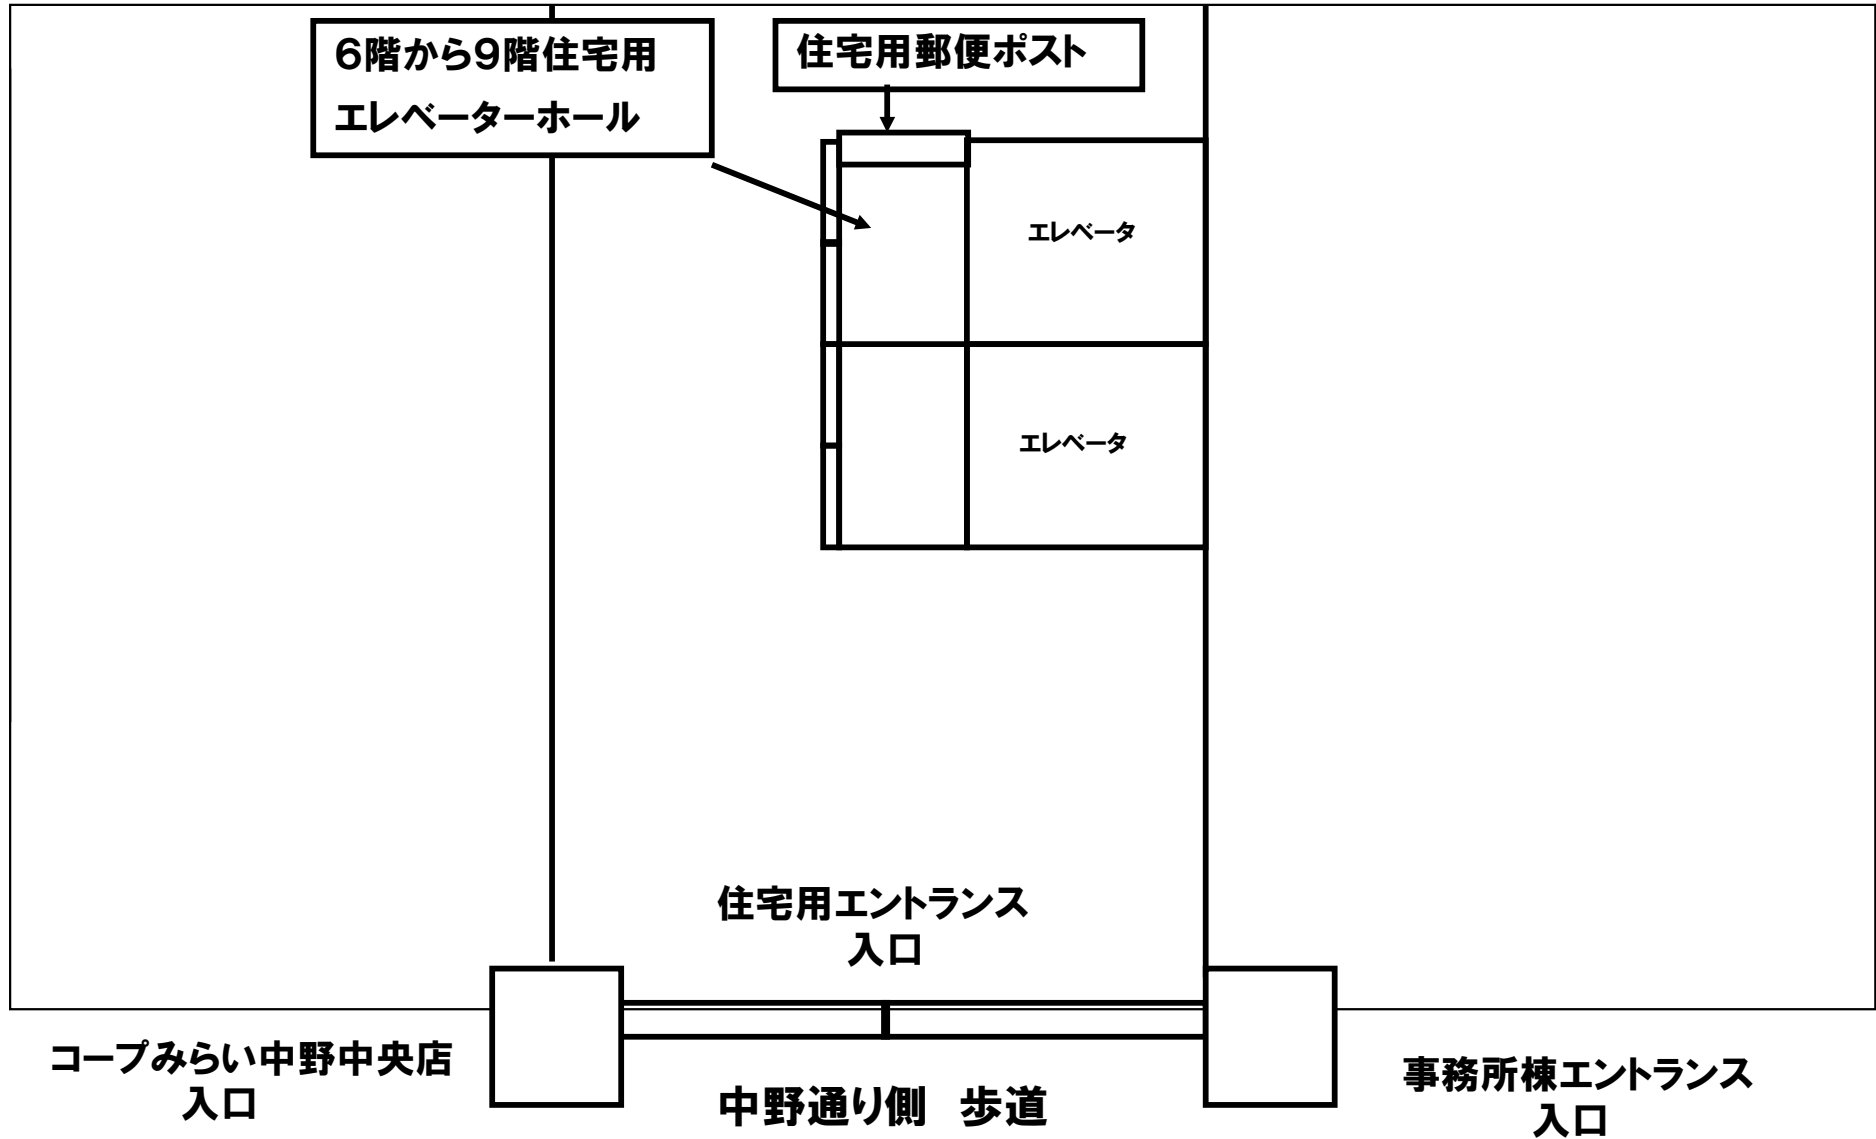 6階から9階住宅用
エレベーターホール
住宅用郵便ポスト
エレベータ
エレベータ
住宅用エントランス
入口
コープみらい中野中央店
入口
中野通り側　歩道
事務所棟エントランス
入口